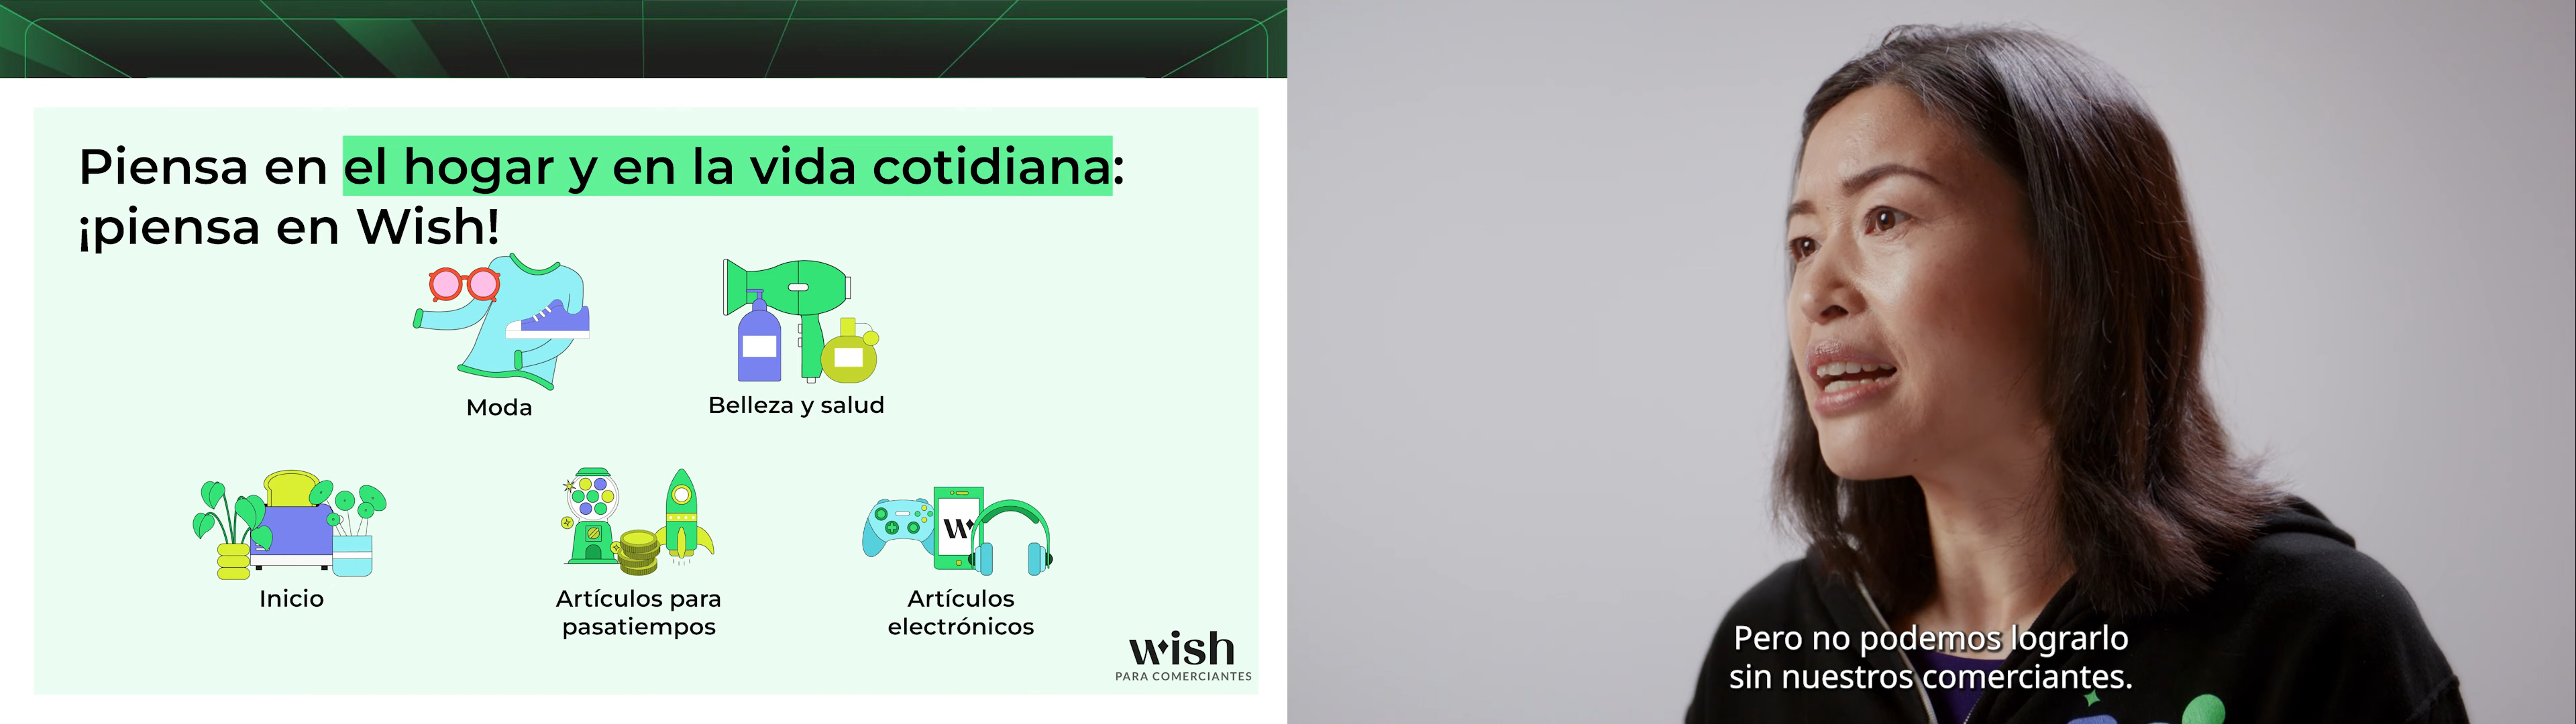 Piensa en el hogar y en la vida cotidiana:
¡piensa en Wish!
Moda
Belleza y salud
W
Inicio
Artículos para
pasatiempos
Artículos
electrónicos
wish
PARA COMERCIANTES
Pero no podemos lograrlo
sin nuestros comerciantes.